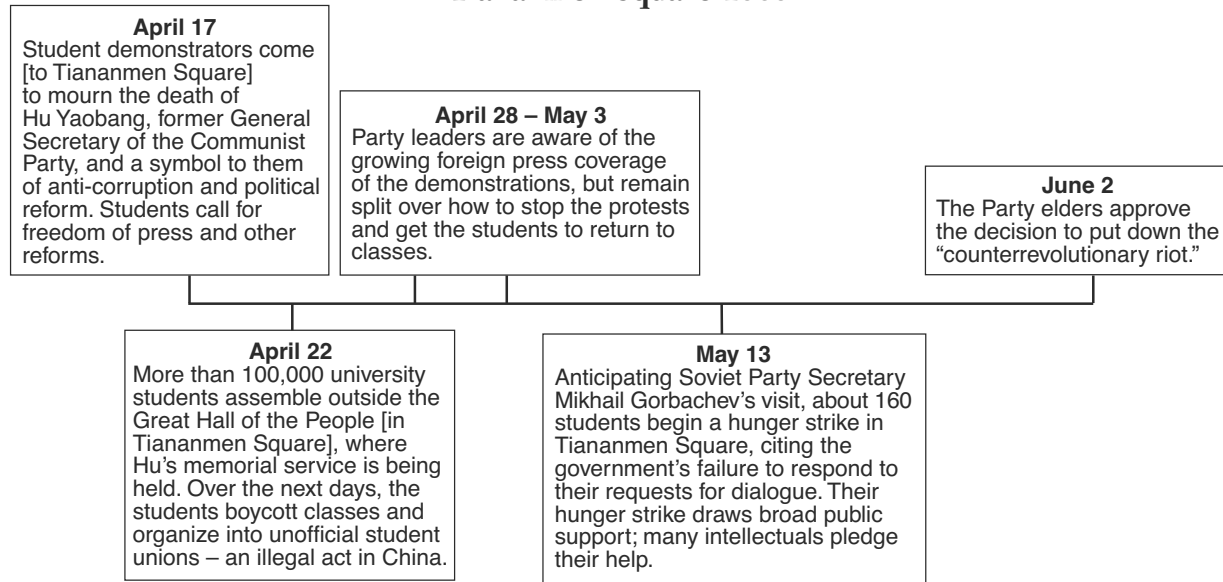 April 17
Student demonstrators come
[to Tiananmen Square]
to mourn the death of
Hu Yaobang, former General
Secretary of the Communist
Party, and a symbol to them
of anti-corruption and political
reform. Students call for
freedom of press and other
reforms.
April 28 – May 3
Party leaders are aware of the
growing foreign press coverage
of the demonstrations, but remain
split over how to stop the protests
and get the students to return to
classes.
June 2
The Party elders approve
the decision to put down the
“counterrevolutionary riot.”
April 22
More than 100,000 university
students assemble outside the
Great Hall of the People [in
Tiananmen Square], where
Hu’s memorial service is being
held. Over the next days, the
students boycott classes and
organize into unofficial student
unions – an illegal act in China.
May 13
Anticipating Soviet Party Secretary
Mikhail Gorbachev’s visit, about 160
students begin a hunger strike in
Tiananmen Square, citing the
government’s failure to respond to
their requests for dialogue. Their
hunger strike draws broad public
support; many intellectuals pledge
their help.